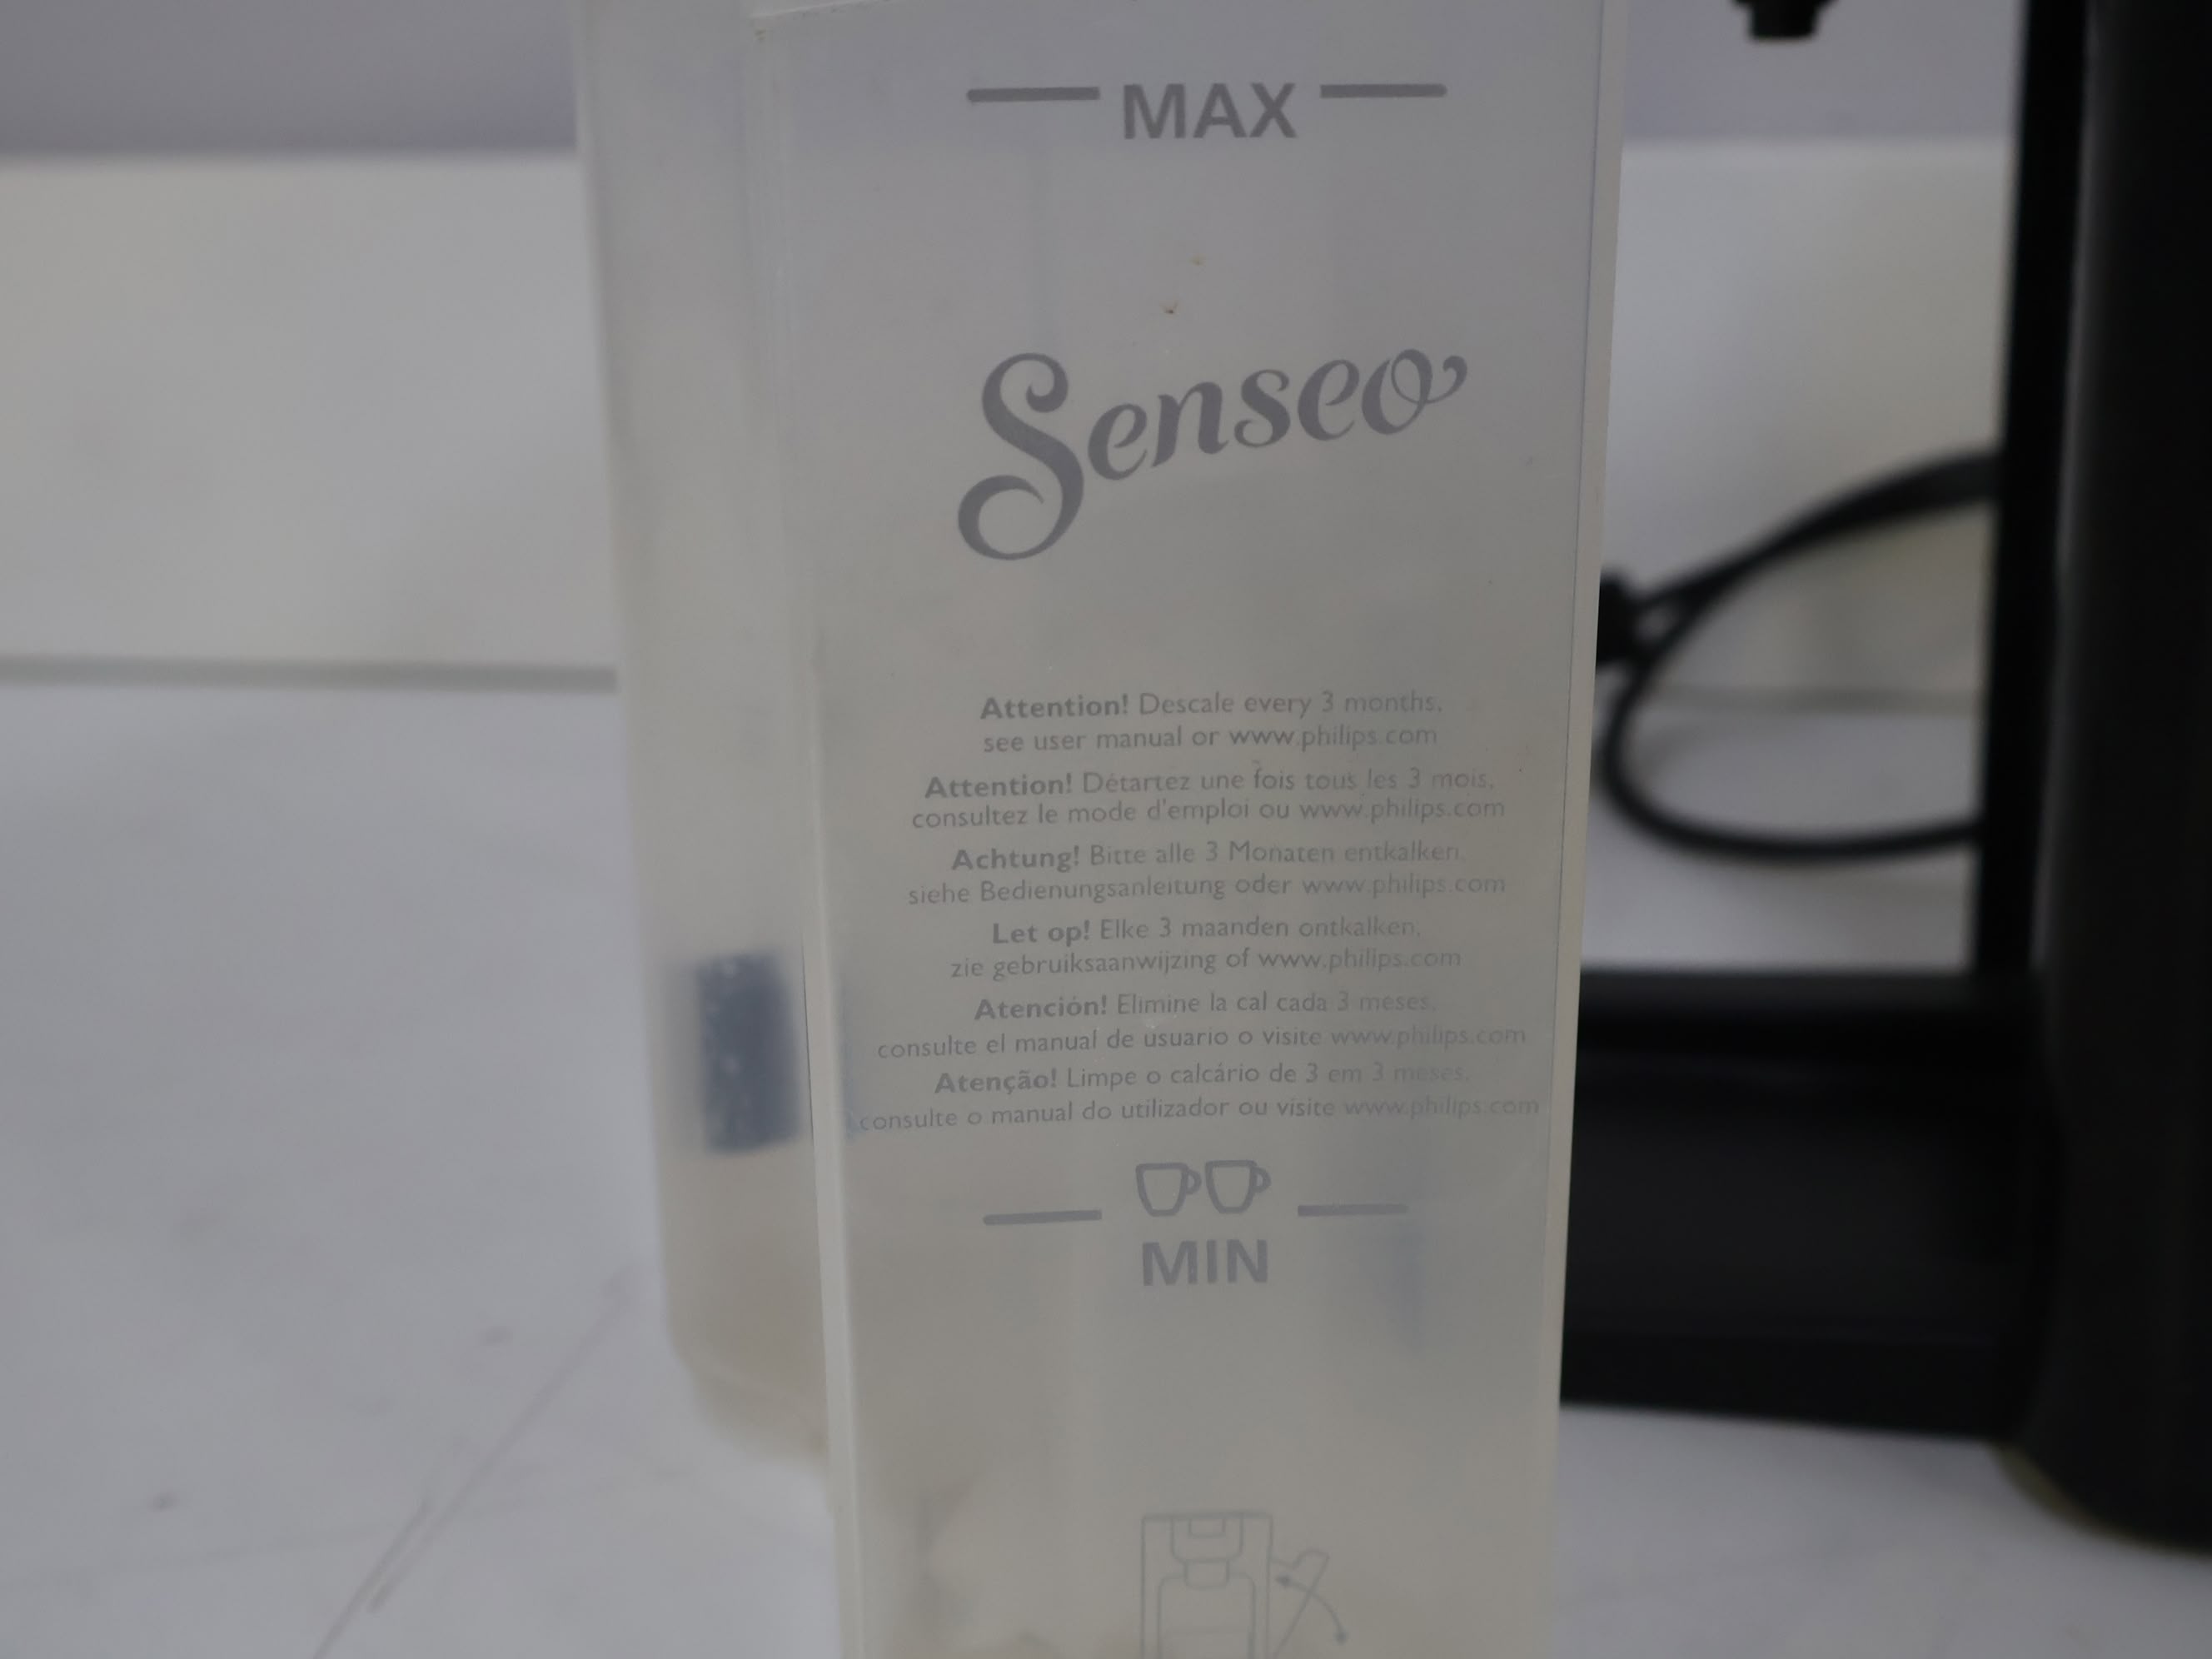 MAX
Senseo
Attention! Descale every 3 months,
see user manual or www.philips.com
Attention! Détartez une fois tous les 3 mois,
consultez le mode d'emploi ou www.philips.com
Achtung! Bitte alle 3 Monaten entkalken,
siehe Bedienungsanleitung oder www.philips.com
Let op! Elke 3 maanden ontkalken,
zie gebruiksaanwijzing of www.philips.com
Atención! Elimine la cal cada 3 meses,
consulte el manual de usuario o visite www.philips.com
Atenção! Limpe o calcário de 3 em 3 meses,
consulte o manual do utilizador ou visite www.philips.com
MIN